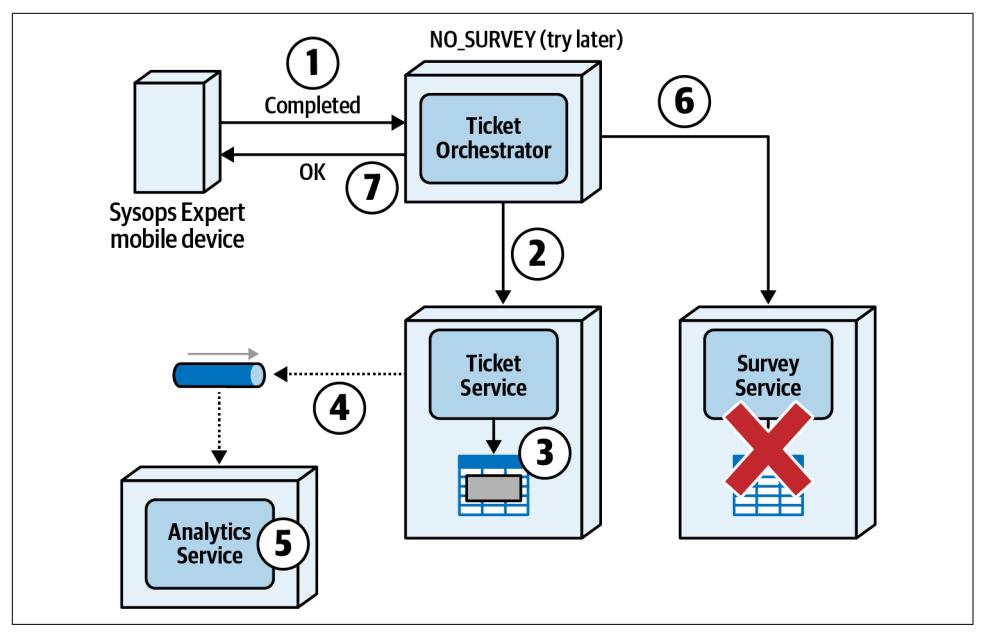 NO_SURVEY (try later)
1
Completed
6
Ticket
Orchestrator
OK
7
Sysops Expert
mobile device
2
Ticket
Service
Survey
Service
4
3
Analytics
Service
5